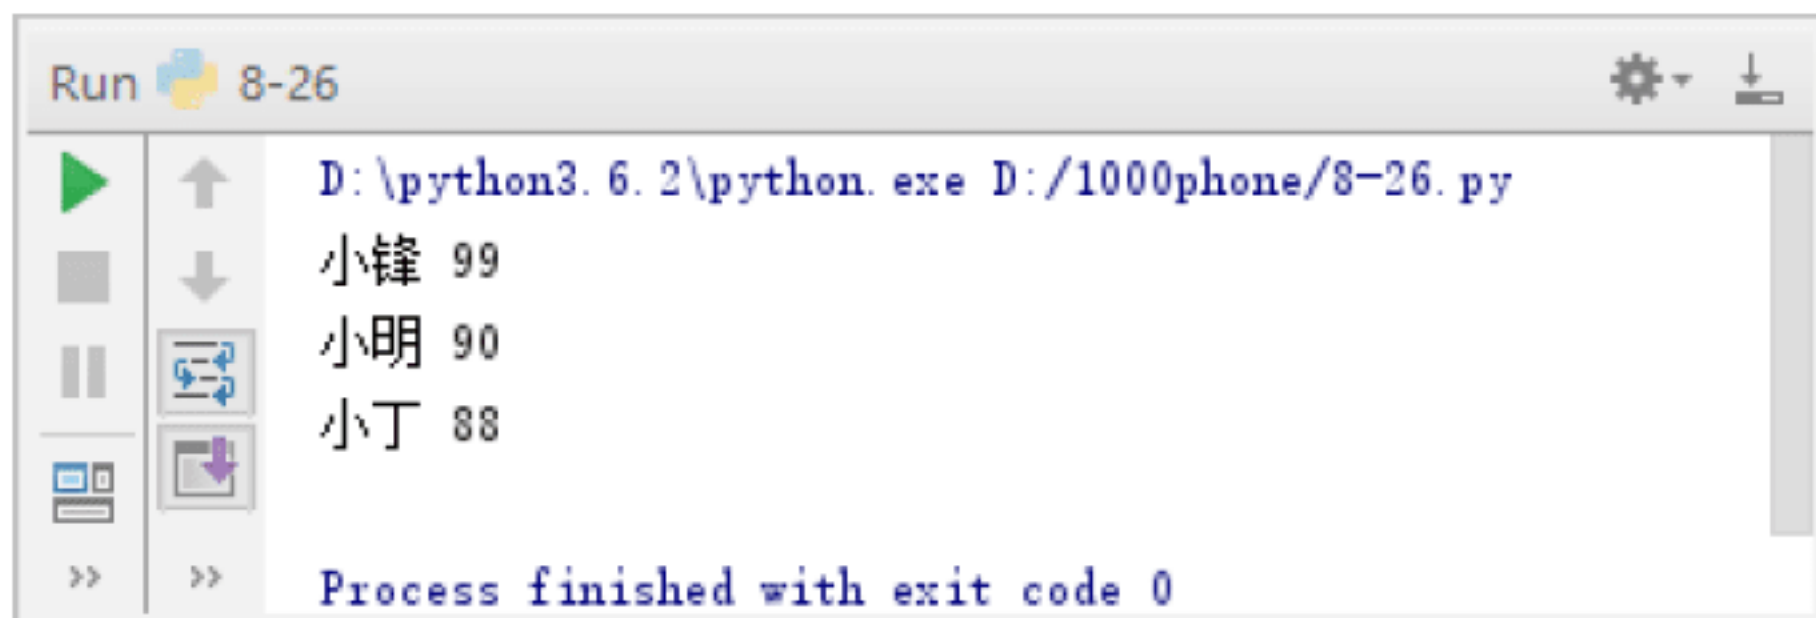 Run 8-26
D:\python3.6.2\python.exe D:/1000phone/8-26.py
小锋 99
小明 90
小丁 88
Process finished with exit code 0